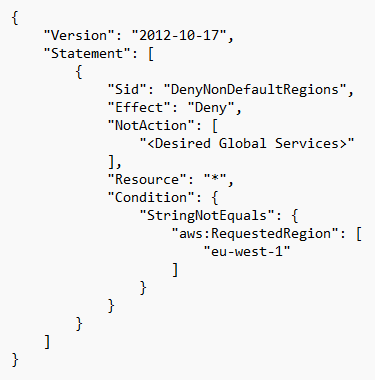 {
    "Version": "2012-10-17",
    "Statement": [
        {
            "Sid": "DenyNonDefaultRegions",
            "Effect": "Deny",
            "NotAction": [
                "<Desired Global Services>"
            ],
            "Resource": "*",
            "Condition": {
                "StringNotEquals": {
                    "aws:RequestedRegion": [
                        "eu-west-1"
                    ]
                }
            }
        }
    ]
}